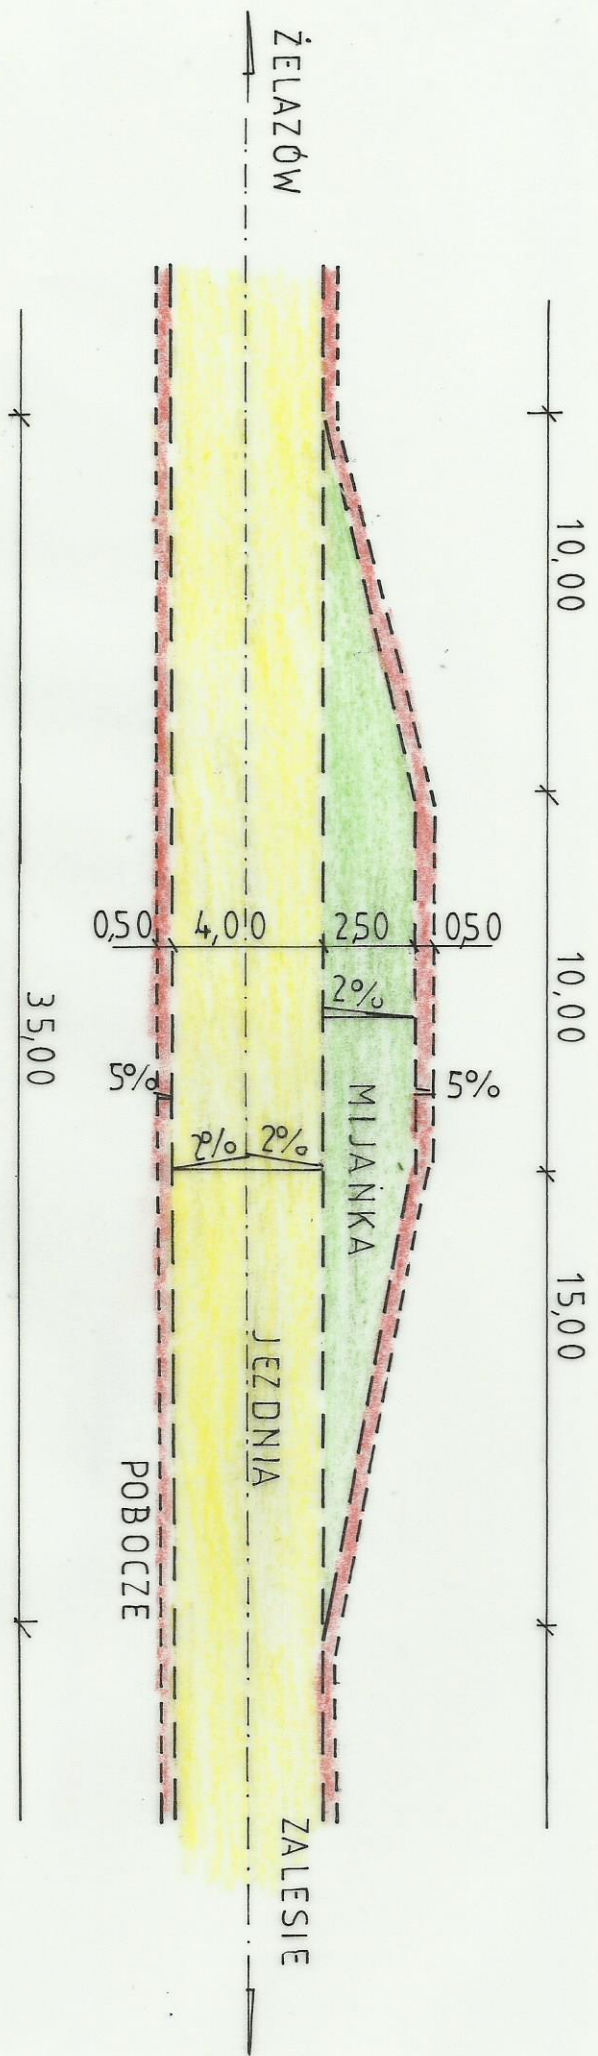 ŻELAZÓW
10,00
10,00
15,00
0,50
4,00
2,50
0,50
2%
5%
5%
2%
2%
MIJANKA
JEZDNIA
POBOCZE
35,00
ZALESIE